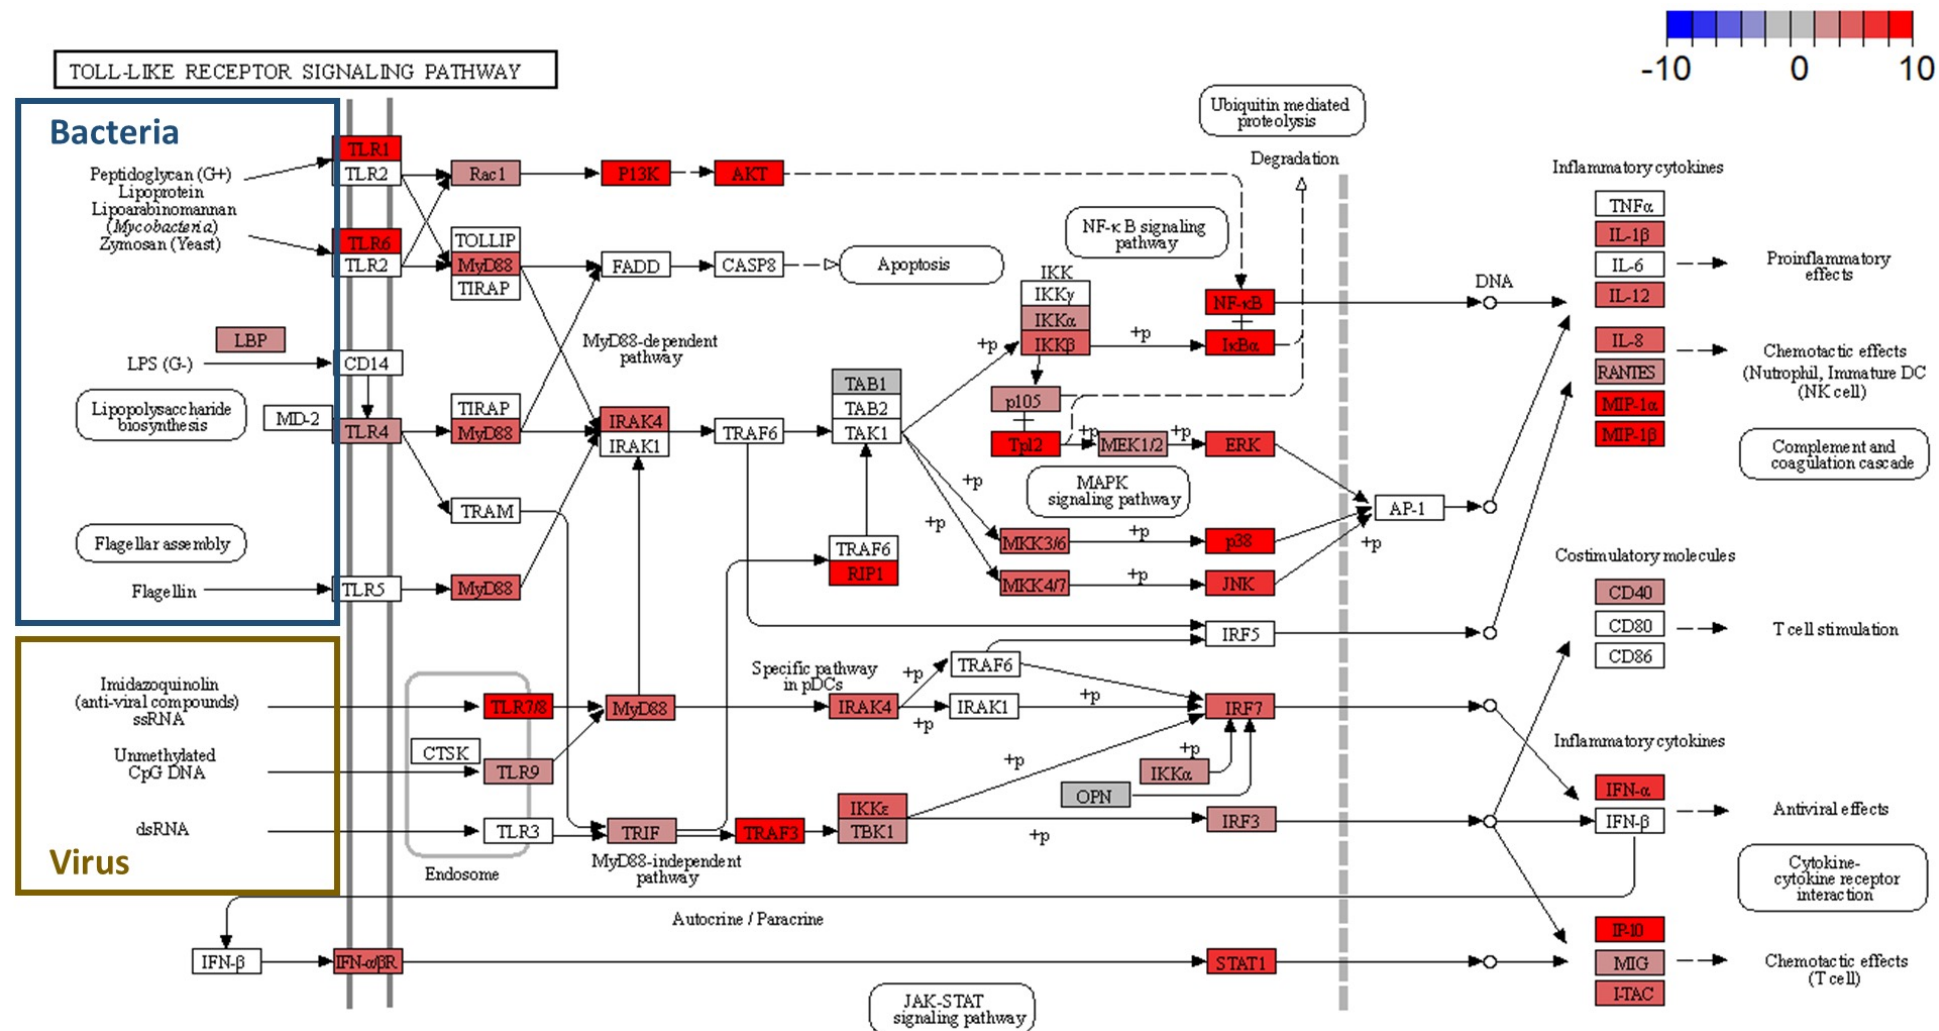 -10 0 10
TOLL-LIKE RECEPTOR SIGNALING PATHWAY
Bacteria
Peptidoglycan (G+)
Lipoprotein
Lipoarabinomannan
(Mycobacteria)
Zymosan (Yeast)
LBP
LPS (G-)
Lipopolysaccharide
biosynthesis
MD-2
Flagellar assembly
Flagellin
TLR1
TLR2
TLR6
TLR2
CD14
TLR4
TLR5
Rac1
P13K
AKT
TOLLIP
MyD88
TIRAP
FADD
CASP8
Apoptosis
MyD88-dependent
pathway
TIRAP
MyD88
IRAK4
IRAK1
TRAF6
TAB1
TAB2
TAK1
TRAM
MyD88
TRAF6
RIP1
Ubiquitin mediated
proteolysis
Degradation
NF-κB signaling
pathway
IKK
IKKγ
IKKα
IKKβ
+p
+p
NF-κB
IκBα
p105
Tpl2
+p
MEK1/2
+p
ERK
MAPK
signaling pathway
+p
MKK3/6
+p
p38
+p
MKK4/7
+p
JNK
+p
AP-1
DNA
IRF5
Inflammatory cytokines
TNFα
IL-1β
IL-6
IL-12
Proinflammatory
effects
IL-8
RANTES
MIP-1α
MIP-1β
Chemotactic effects
(Nutrophil, Immature DC
(NK cell)
Complement and
coagulation cascade
Costimulatory molecules
CD40
CD80
CD86
T cell stimulation
Virus
Imidazoquinolin
(anti-viral compounds)
ssRNA
Unmethylated
CpG DNA
dsRNA
TLR7/8
CTSK
TLR9
TLR3
Endosome
MyD88
Specific pathway
in pDCs
IRAK4
+p
TRAF6
+p
IRAK1
+p
IRF7
+p
+p
IKKα
OPN
TRIF
TRAF3
IKKε
TBK1
+p
IRF3
MyD88-independent
pathway
Inflammatory cytokines
IFN-α
IFN-β
Antiviral effects
Cytokine-
cytokine receptor
interaction
Autocrine / Paracrine
IFN-β
IFN-α/βR
STAT1
JAK-STAT
signaling pathway
IP-10
MIG
I-TAC
Chemotactic effects
(T cell)